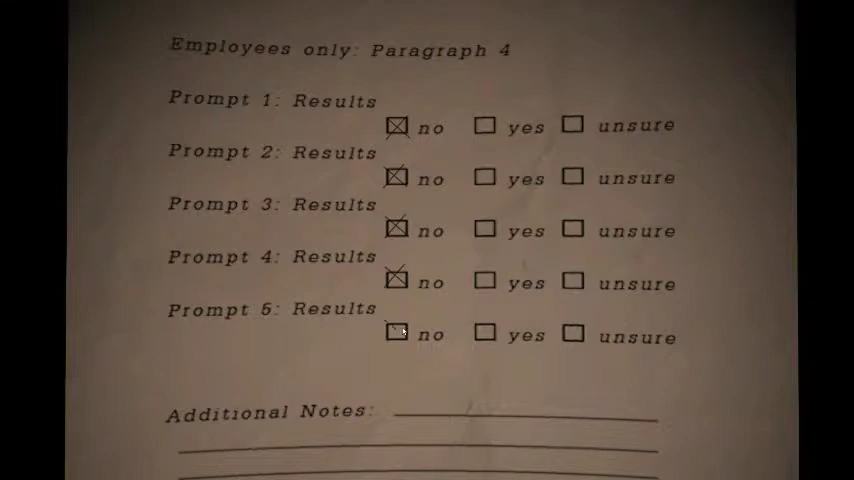 Employees only: Paragraph 4
Prompt 1: Results
no yes unsure
Prompt 2: Results
no yes unsure
Prompt 3: Results
no yes unsure
Prompt 4: Results
no yes unsure
Prompt 5: Results
no yes unsure
Additional Notes: